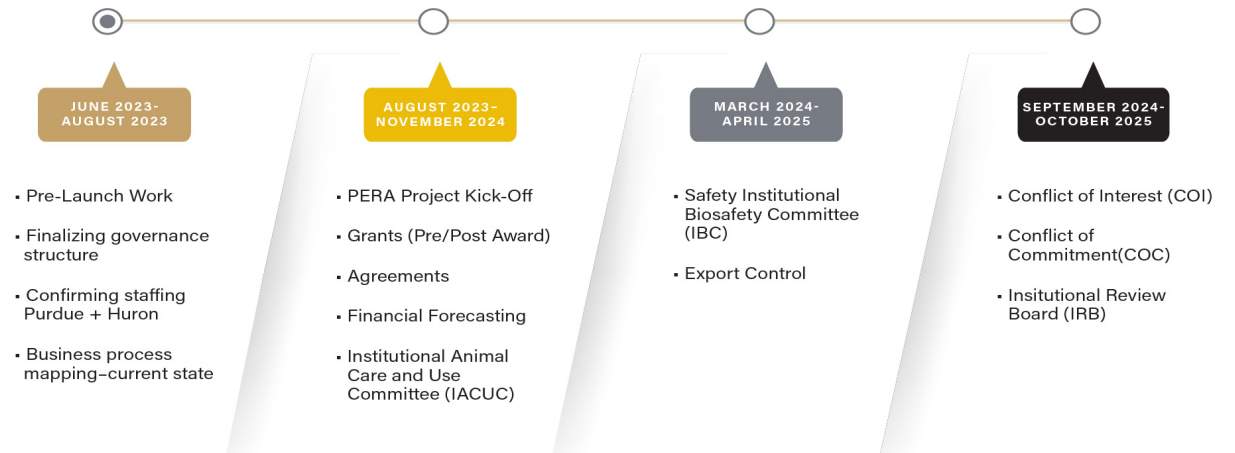 JUNE 2023-
AUGUST 2023
▪ Pre-Launch Work
▪ Finalizing governance
structure
▪ Confirming staffing
Purdue + Huron
▪ Business process
mapping–current state
AUGUST 2023–
NOVEMBER 2024
▪ PERA Project Kick-Off
▪ Grants (Pre/Post Award)
▪ Agreements
▪ Financial Forecasting
▪ Institutional Animal
Care and Use
Committee (IACUC)
MARCH 2024-
APRIL 2025
▪ Safety Institutional
Biosafety Committee
(IBC)
▪ Export Control
SEPTEMBER 2024-
OCTOBER 2025
▪ Conflict of Interest (COI)
▪ Conflict of
Commitment(COC)
▪ Insitutional Review
Board (IRB)